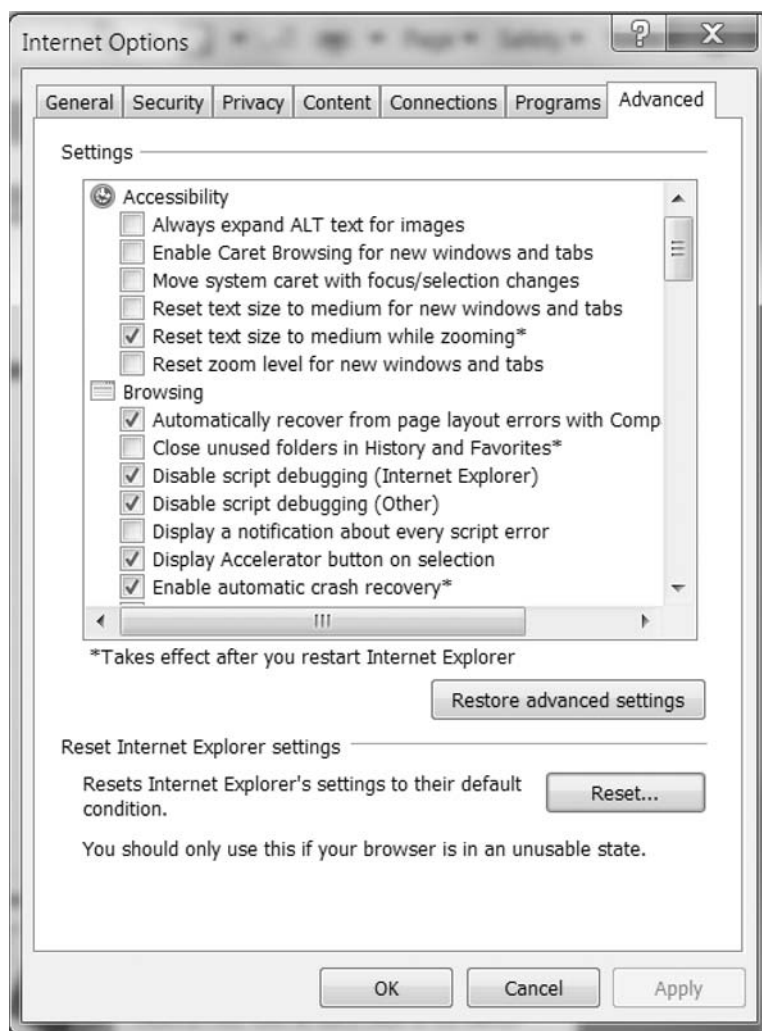 Internet Options
General Security Privacy Content Connections Programs Advanced
Settings
Accessibility
Always expand ALT text for images
Enable Caret Browsing for new windows and tabs
Move system caret with focus/selection changes
Reset text size to medium for new windows and tabs
Reset text size to medium while zooming*
Reset zoom level for new windows and tabs
Browsing
Automatically recover from page layout errors with Comp
Close unused folders in History and Favorites*
Disable script debugging (Internet Explorer)
Disable script debugging (Other)
Display a notification about every script error
Display Accelerator button on selection
Enable automatic crash recovery*
*Takes effect after you restart Internet Explorer
Restore advanced settings
Reset Internet Explorer settings
Resets Internet Explorer's settings to their default
condition.
Reset...
You should only use this if your browser is in an unusable state.
OK Cancel Apply